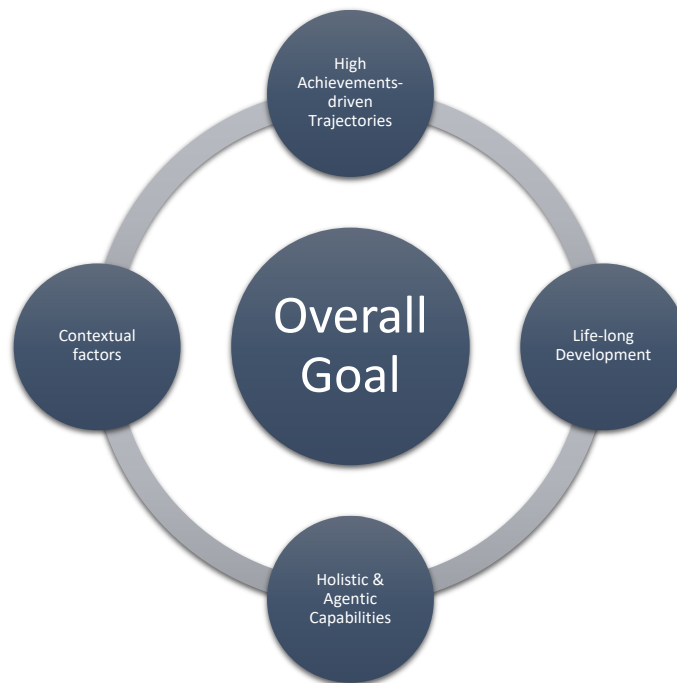 High
Achievements-
driven
Trajectories
Overall
Goal
Contextual
factors
Life-long
Development
Holistic &
Agentic
Capabilities